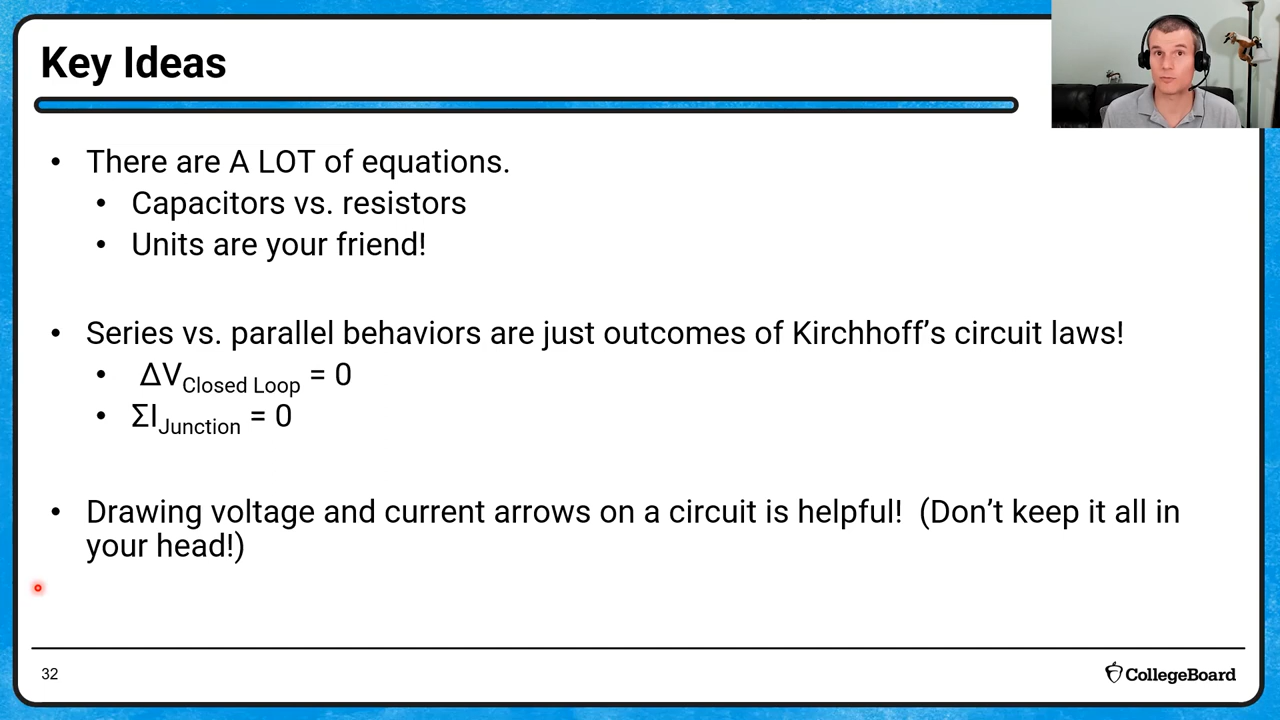 Key Ideas
• There are A LOT of equations.
• Capacitors vs. resistors
• Units are your friend!
• Series vs. parallel behaviors are just outcomes of Kirchhoff’s circuit laws!
• ΔV_Closed Loop = 0
• ΣI_Junction = 0
• Drawing voltage and current arrows on a circuit is helpful!  (Don’t keep it all in
your head!)
32
CollegeBoard